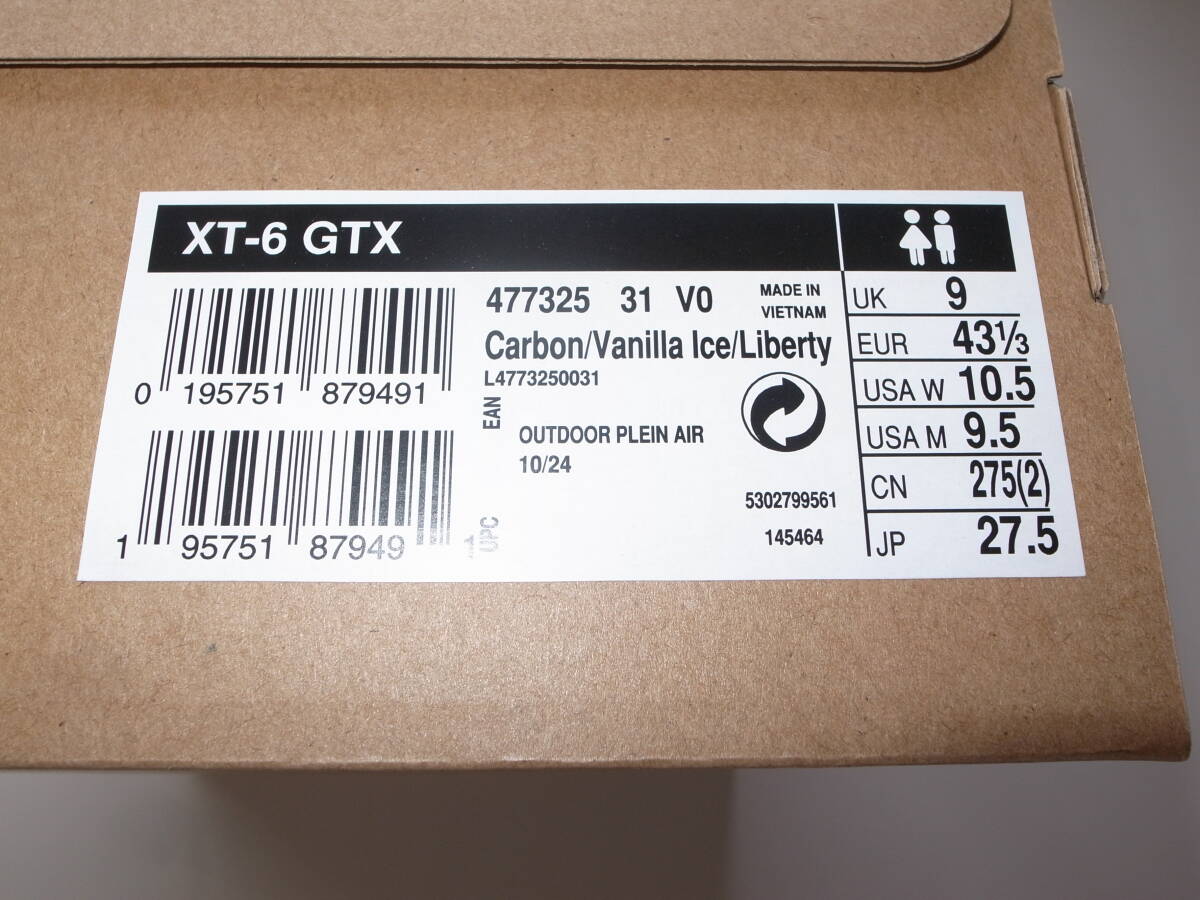 XT-6 GTX
0 195751 879491
EAN
1 95751 87949 1
UPC
477325 31 V0
MADE IN
VIETNAM
Carbon/Vanilla Ice/Liberty
L4773250031
OUTDOOR PLEIN AIR
10/24
5302799561
145464
UK 9
EUR 43⅓
USA W 10.5
USA M 9.5
CN 275(2)
JP 27.5